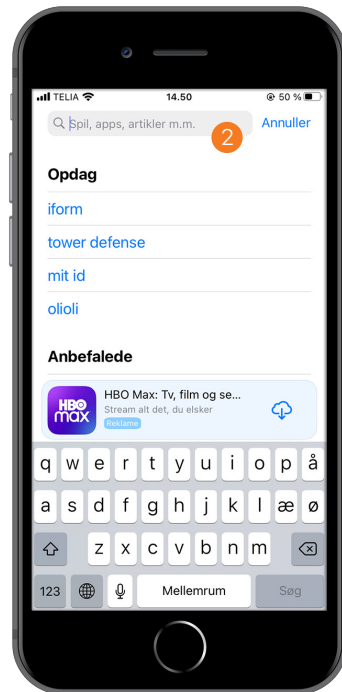 TELIA 14.50 50 %
Spil, apps, artikler m.m. 2 Annuller
Opdag
iform
tower defense
mit id
olioli
Anbefalede
HBO max HBO Max: Tv, film og se...
Stream alt det, du elsker
Reklame
q w e r t y u i o p å
a s d f g h j k l æ ø
z x c v b n m
123 Mellemrum Søg